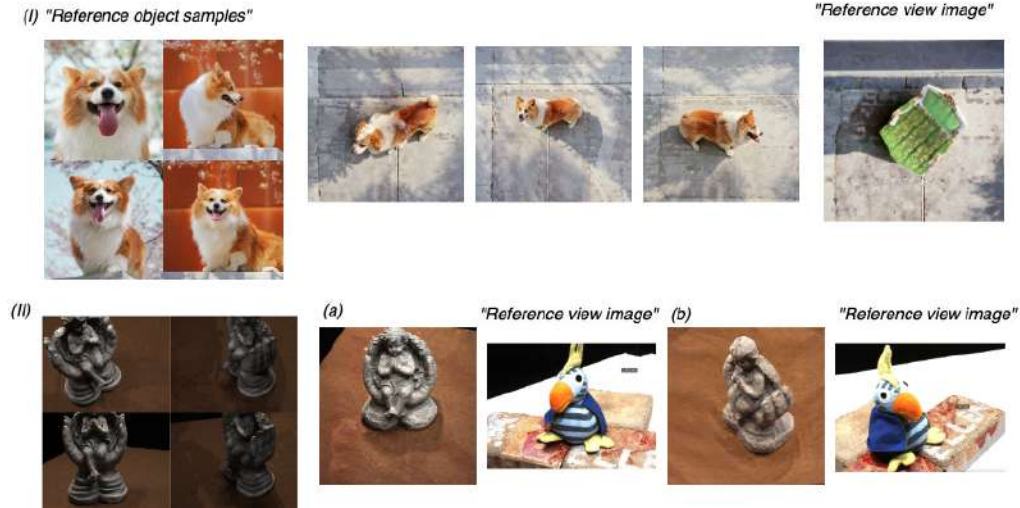 (I) "Reference object samples"
"Reference view image"
(II)
(a)
"Reference view image"
(b)
"Reference view image"